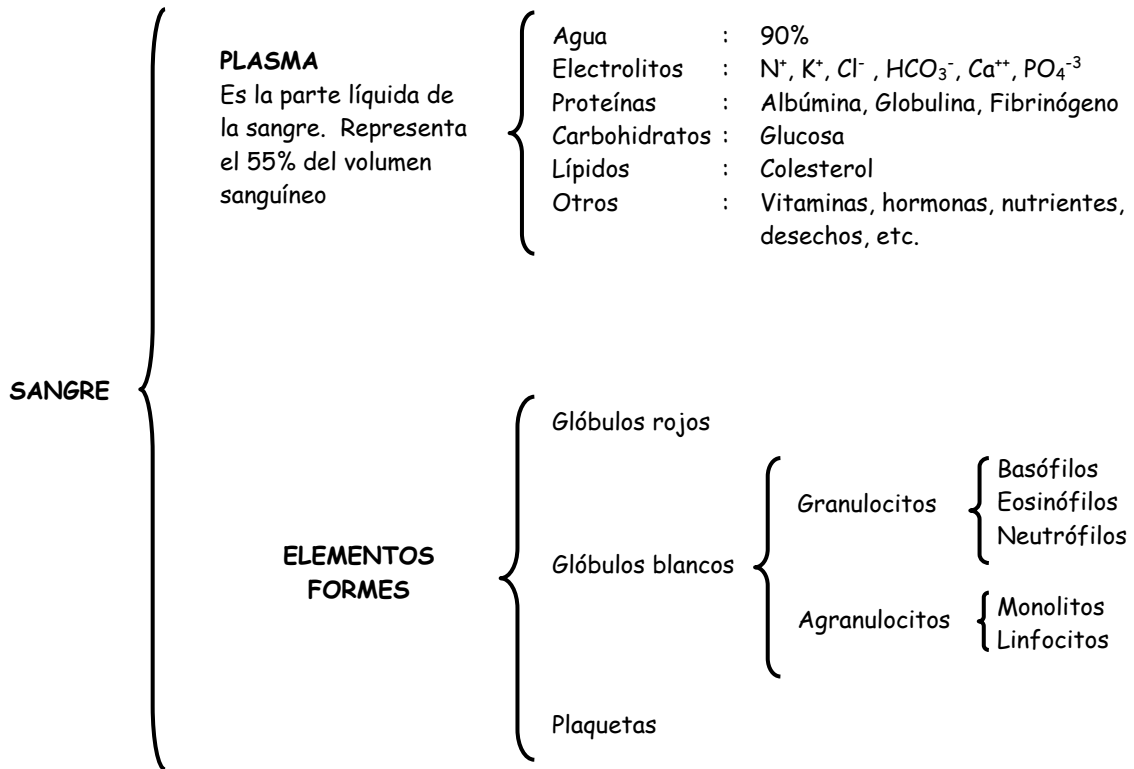 SANGRE
PLASMA
Es la parte líquida de
la sangre. Representa
el 55% del volumen
sanguíneo
Agua : 90%
Electrolitos : N⁺, K⁺, Cl⁻ , HCO₃⁻, Ca⁺⁺, PO₄⁻³
Proteínas : Albúmina, Globulina, Fibrinógeno
Carbohidratos : Glucosa
Lípidos : Colesterol
Otros : Vitaminas, hormonas, nutrientes,
desechos, etc.
ELEMENTOS
FORMES
Glóbulos rojos
Glóbulos blancos
Granulocitos
Basófilos
Eosinófilos
Neutrófilos
Agranulocitos
Monolitos
Linfocitos
Plaquetas